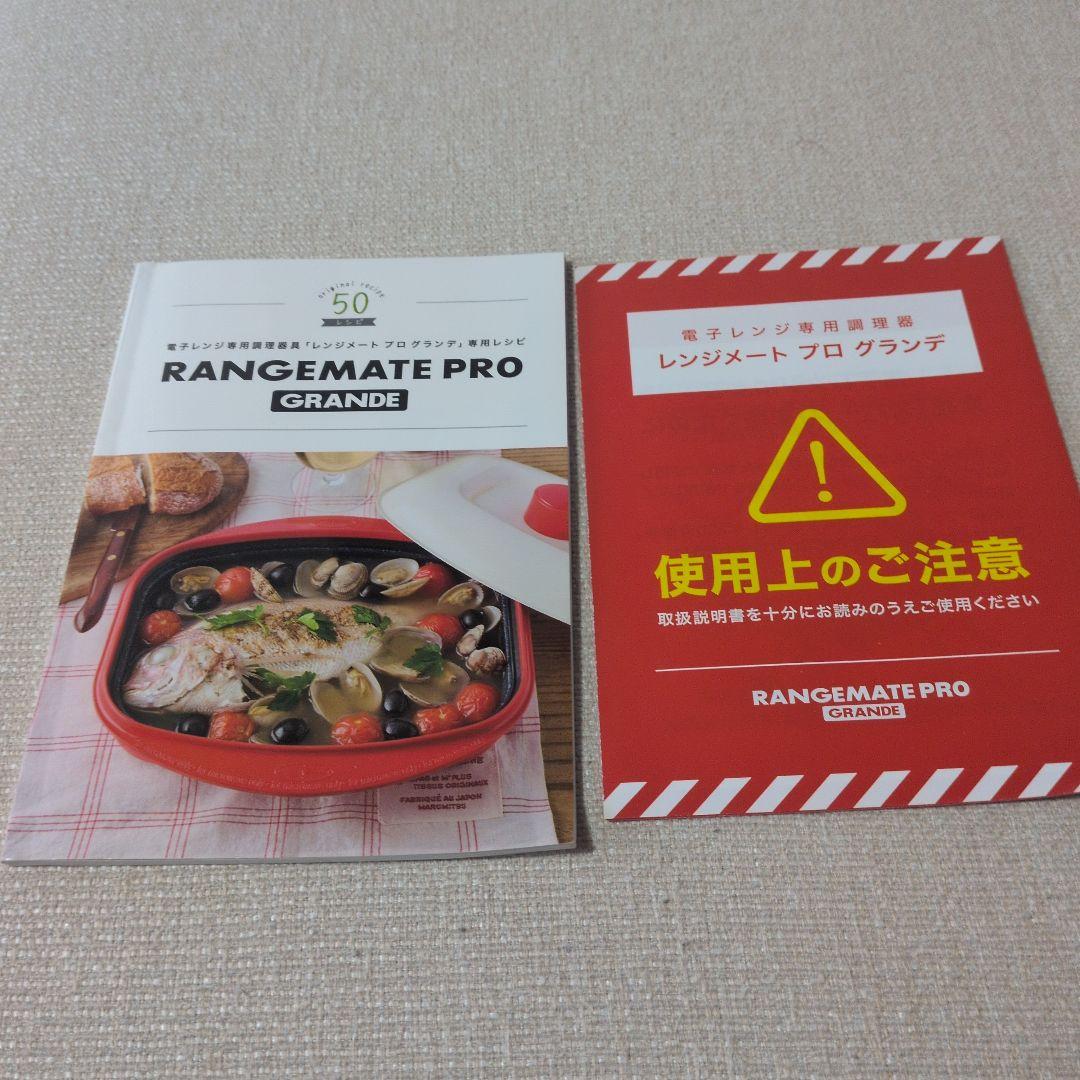 original recipe
50
レシピ
電子レンジ専用調理器具「レンジメート プロ グランデ」専用レシピ
RANGEMATE PRO
GRANDE
TISSUS ORIGINAUX
FABRIQUÉ AU JAPON
電子レンジ専用調理器
レンジメート プロ グランデ
!
使用上のご注意
取扱説明書を十分にお読みのうえご使用ください
RANGEMATE PRO
GRANDE